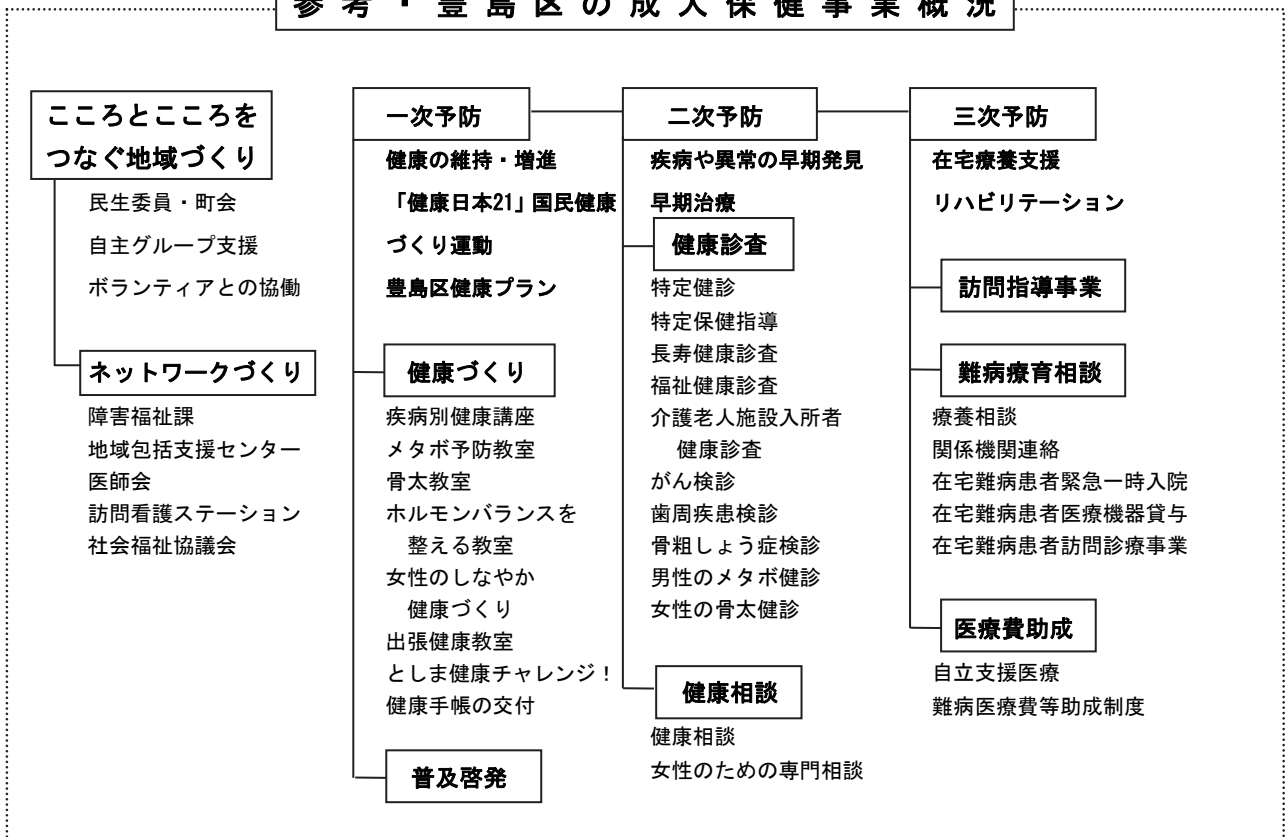 参考・豊島区の成人保健事業概況
こころとこころを
つなぐ地域づくり
民生委員・町会
自主グループ支援
ボランティアとの協働
ネットワークづくり
障害福祉課
地域包括支援センター
医師会
訪問看護ステーション
社会福祉協議会
一次予防
健康の維持・増進
「健康日本21」国民健康
づくり運動
豊島区健康プラン
健康づくり
疾病別健康講座
メタボ予防教室
骨太教室
ホルモンバランスを
整える教室
女性のしなやか
健康づくり
出張健康教室
としま健康チャレンジ！
健康手帳の交付
普及啓発
二次予防
疾病や異常の早期発見
早期治療
健康診査
特定健診
特定保健指導
長寿健康診査
福祉健康診査
介護老人施設入所者
健康診査
がん検診
歯周疾患検診
骨粗しょう症検診
男性のメタボ健診
女性の骨太健診
健康相談
健康相談
女性のための専門相談
三次予防
在宅療養支援
リハビリテーション
訪問指導事業
難病療育相談
療養相談
関係機関連絡
在宅難病患者緊急一時入院
在宅難病患者医療機器貸与
在宅難病患者訪問診療事業
医療費助成
自立支援医療
難病医療費等助成制度